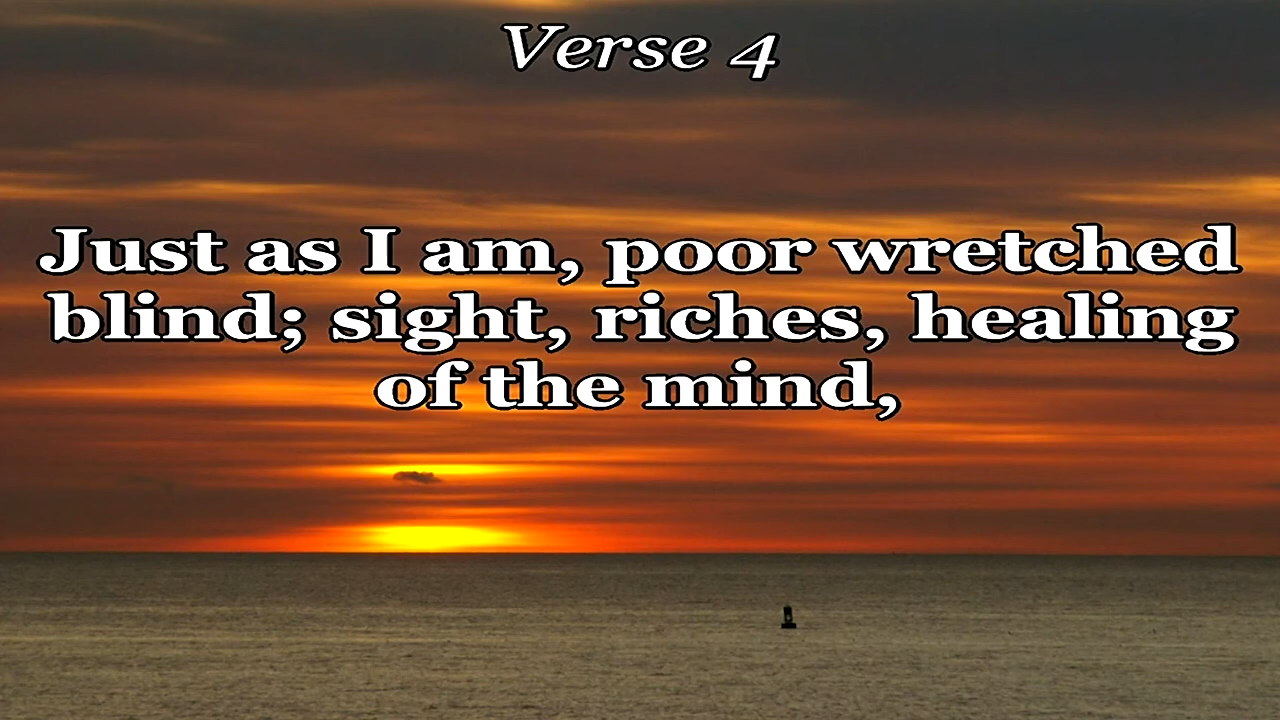 Verse 4
Just as I am, poor wretched
blind; sight, riches, healing
of the mind,